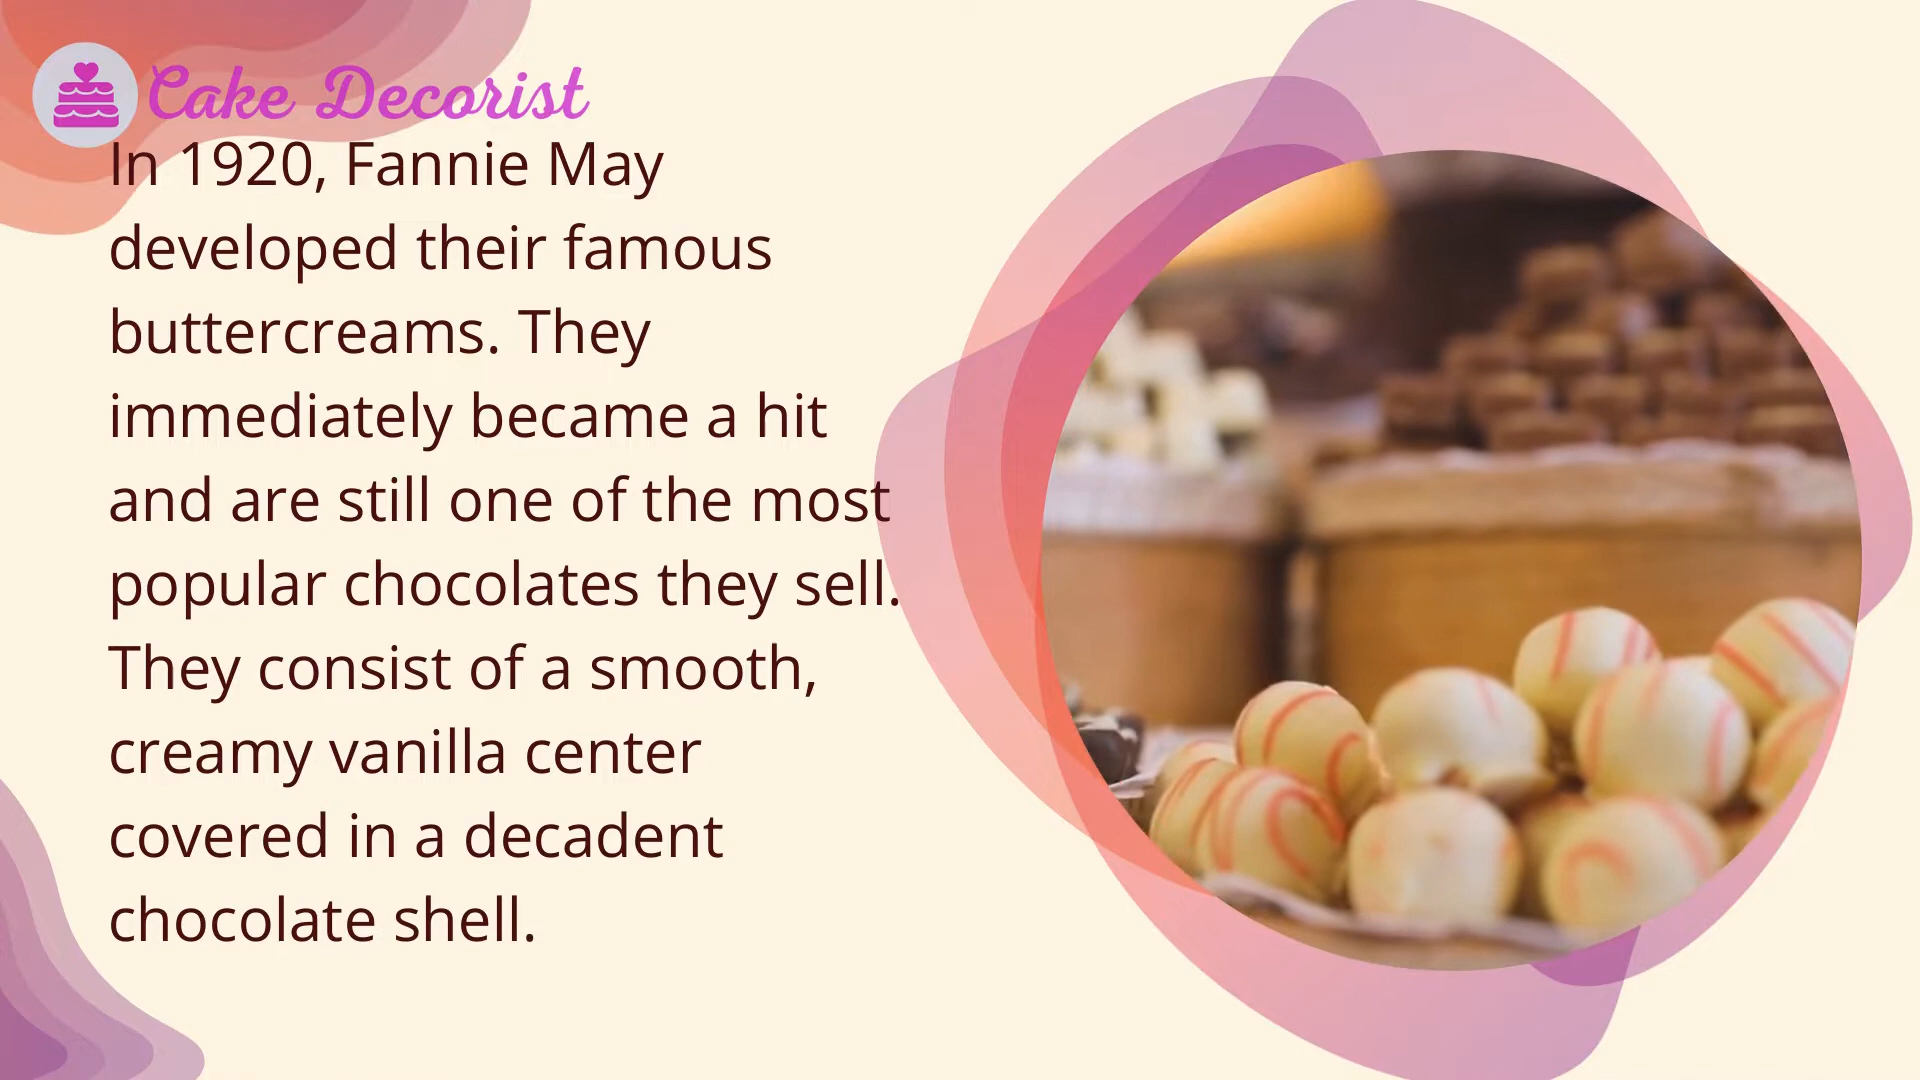 Cake Decorist
In 1920, Fannie May
developed their famous
buttercreams. They
immediately became a hit
and are still one of the most
popular chocolates they sell.
They consist of a smooth,
creamy vanilla center
covered in a decadent
chocolate shell.